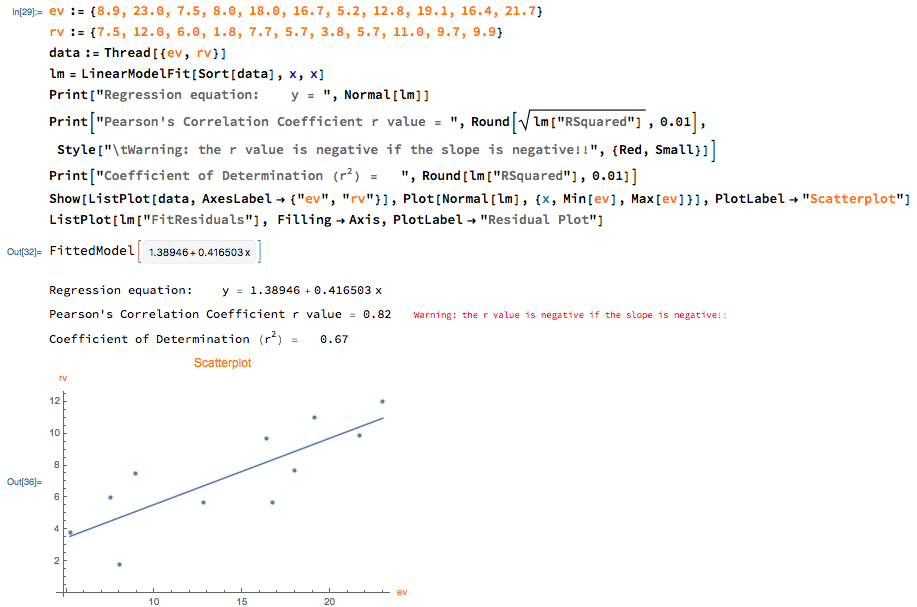 In[29]:= ev := {8.9, 23.0, 7.5, 8.0, 18.0, 16.7, 5.2, 12.8, 19.1, 16.4, 21.7}
rv := {7.5, 12.0, 6.0, 1.8, 7.7, 5.7, 3.8, 5.7, 11.0, 9.7, 9.9}
data := Thread[{ev, rv}]
lm = LinearModelFit[Sort[data], x, x]
Print["Regression equation:    y = ", Normal[lm]]
Print["Pearson's Correlation Coefficient r value = ", Round[√lm["RSquared"] , 0.01],
Style["\tWarning: the r value is negative if the slope is negative!!", {Red, Small}]]
Print["Coefficient of Determination (r²) =   ", Round[lm["RSquared"], 0.01]]
Show[ListPlot[data, AxesLabel → {"ev", "rv"}], Plot[Normal[lm], {x, Min[ev], Max[ev]}], PlotLabel → "Scatterplot"]
ListPlot[lm["FitResiduals"], Filling → Axis, PlotLabel → "Residual Plot"]
Out[32]= FittedModel[ 1.38946 + 0.416503 x ]
Regression equation:    y = 1.38946 + 0.416503 x
Pearson's Correlation Coefficient r value = 0.82   Warning: the r value is negative if the slope is negative!!
Coefficient of Determination (r²) =   0.67
Scatterplot
rv
12
10
8
Out[36]=
6
4
2
ev
10 15 20